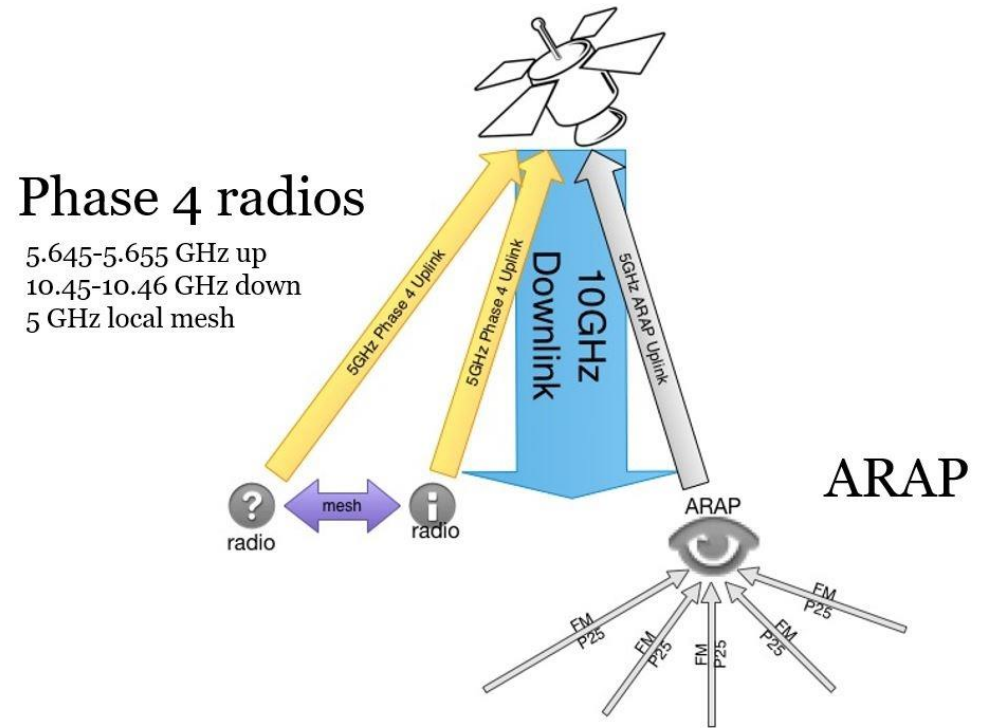 Phase 4 radios
5.645-5.655 GHz up
10.45-10.46 GHz down
5 GHz local mesh
5GHz Phase 4 Uplink
5GHz Phase 4 Uplink
10GHz
Downlink
5GHz ARAP Uplink
?
mesh
i
radio
radio
ARAP
ARAP
FM
P25
FM
P25
FM
P25
FM
P25
FM
P25